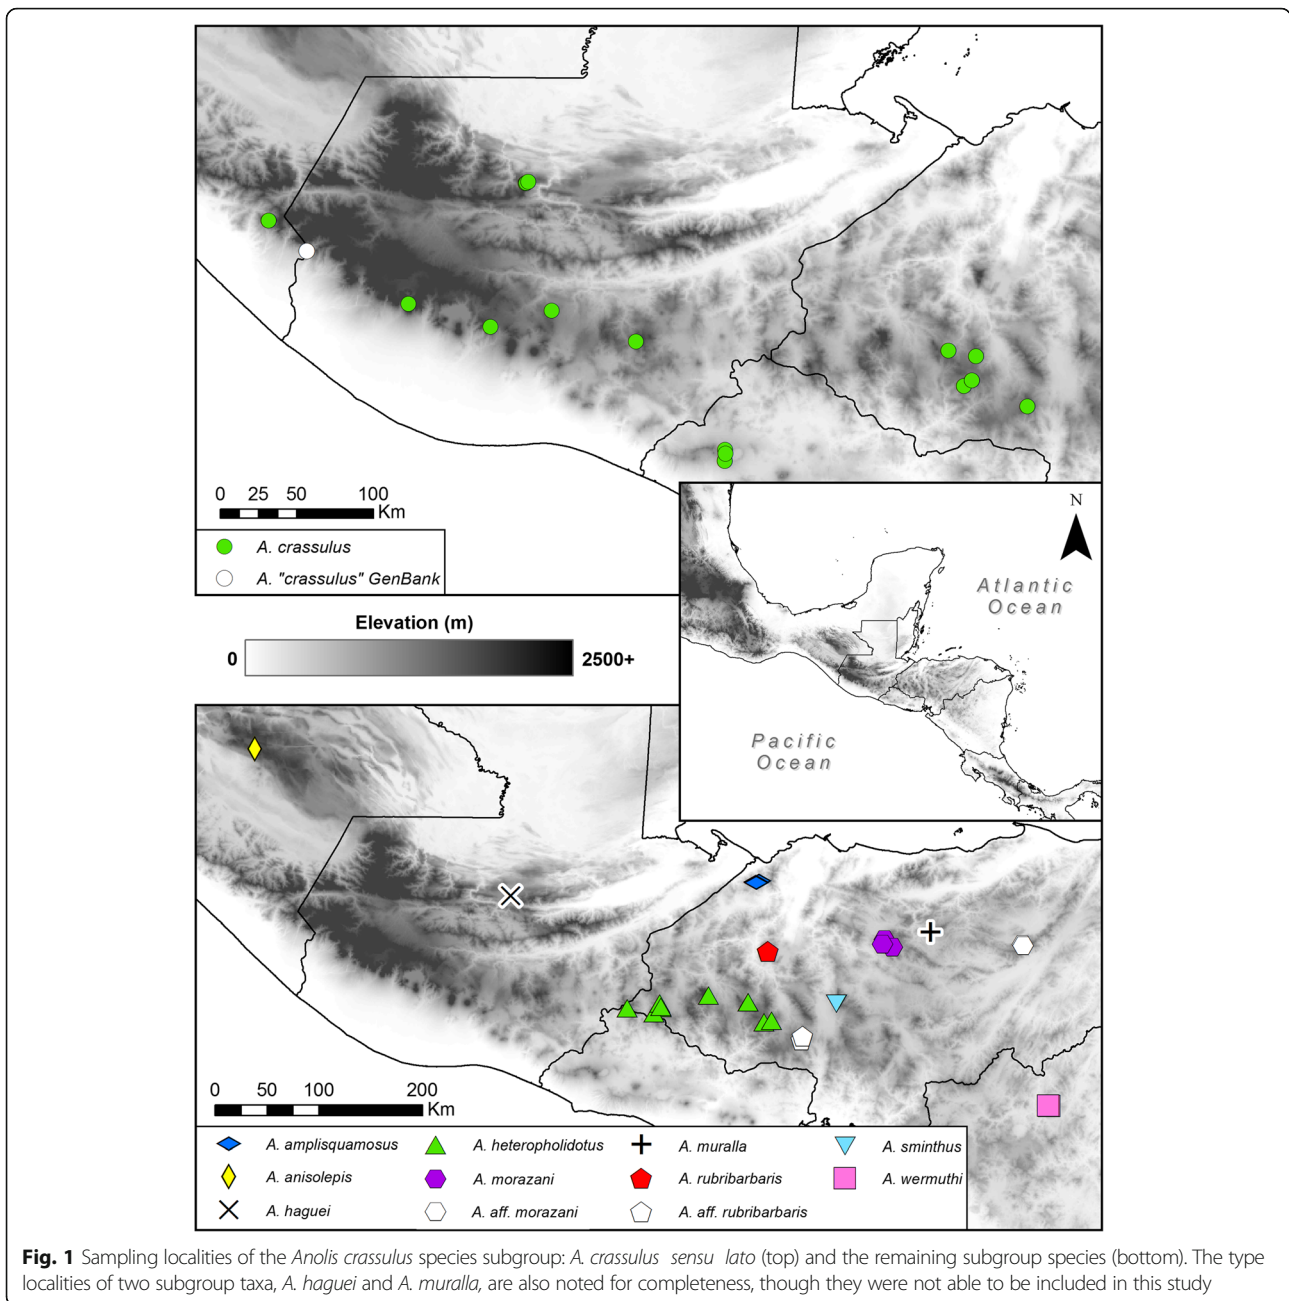 0 25 50 100
Km
A. crassulus
A. "crassulus" GenBank
N
Atlantic
Ocean
Pacific
Ocean
Elevation (m)
0 2500+
0 50 100 200
Km
A. amplisquamosus A. heteropholidotus A. muralla A. sminthus
A. anisolepis A. morazani A. rubribarbaris A. wermuthi
A. haguei A. aff. morazani A. aff. rubribarbaris
Fig. 1 Sampling localities of the Anolis crassulus species subgroup: A. crassulus sensu lato (top) and the remaining subgroup species (bottom). The type
localities of two subgroup taxa, A. haguei and A. muralla, are also noted for completeness, though they were not able to be included in this study